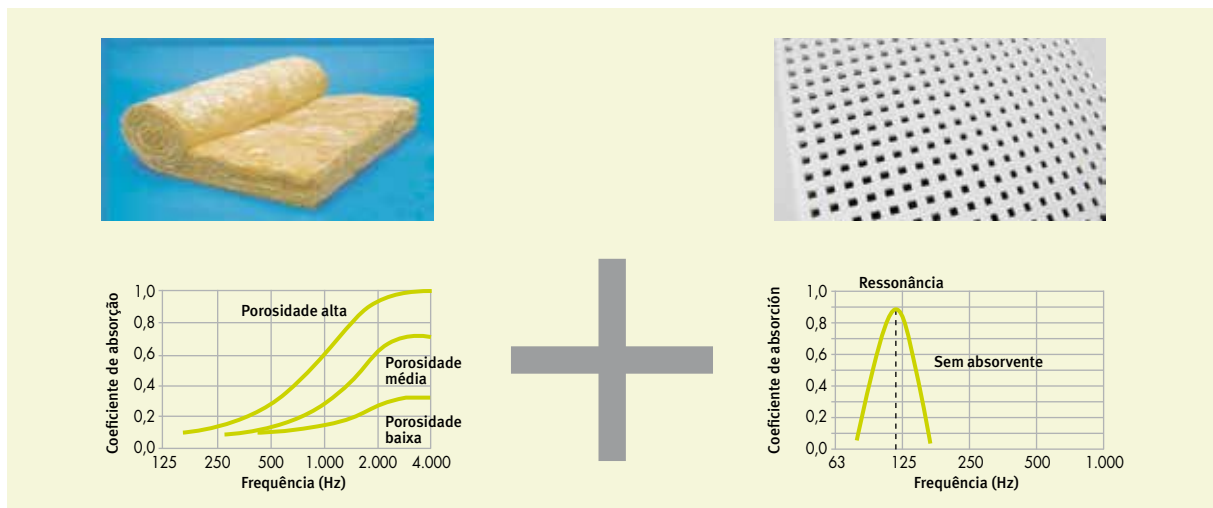 Coeficiente de absorção
1,0
0,8
0,6
0,4
0,2
0,0
Porosidade alta
Porosidade
média
Porosidade
baixa
125 250 500 1.000 2.000 4.000
Frequência (Hz)
Coeficiente de absorción
Ressonância
1,0
0,8
0,6
0,4
0,2
0,0
Sem absorvente
63 125 250 500 1.000
Frequência (Hz)